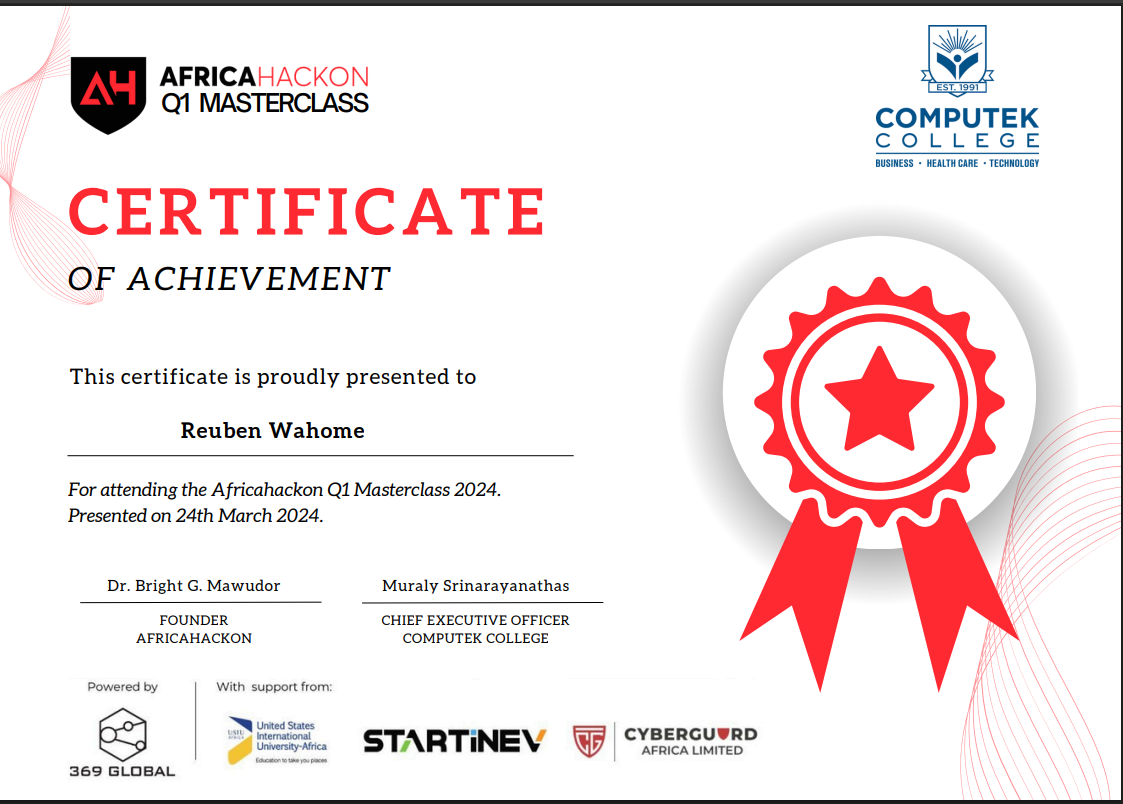 AH AFRICAHACKON
Q1 MASTERCLASS
EST. 1991
COMPUTEK
COLLEGE
BUSINESS • HEALTH CARE • TECHNOLOGY
CERTIFICATE
OF ACHIEVEMENT
This certificate is proudly presented to
Reuben Wahome
For attending the Africahackon Q1 Masterclass 2024.
Presented on 24th March 2024.
Dr. Bright G. Mawudor
FOUNDER
AFRICAHACKON
Muraly Srinarayanathas
CHIEF EXECUTIVE OFFICER
COMPUTEK COLLEGE
Powered by
369 GLOBAL
With support from:
USIU
AFRICA
United States
International
University-Africa
Education to take you places
STARTINEV
CG
CYBERGUARD
AFRICA LIMITED